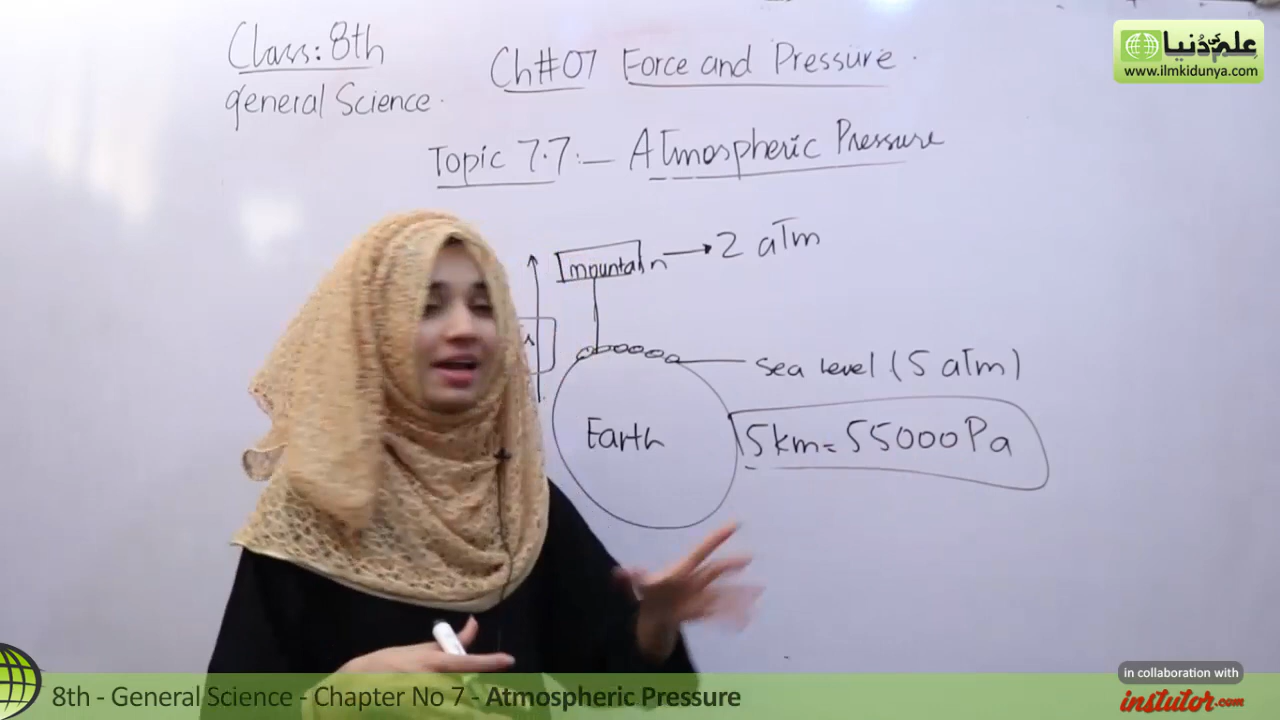 Class: 8th
general Science.
Ch#07 Force and Pressure.
Topic 7.7:— Atmospheric Pressure
mountain → 2 atm
sea level (5 atm)
Earth
5km = 55000Pa
علم کی دنیا
www.ilmkidunya.com
8th - General Science - Chapter No 7 - Atmospheric Pressure
in collaboration with
instutor.com